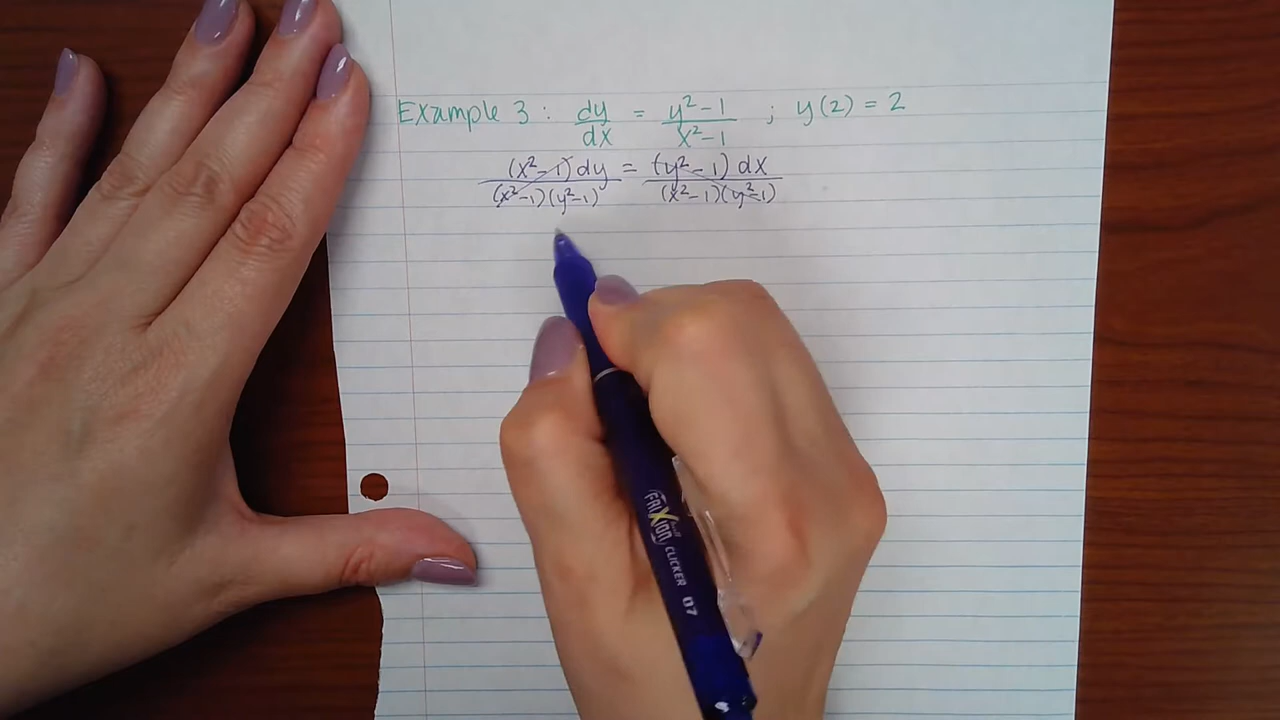 Example 3 : dy/dx = y²-1/x²-1 ; y(2) = 2
(x²-1)dy/(x²-1)(y²-1) = (y²-1)dx/(x²-1)(y²-1)
FRIXION Ball CLICKER 07